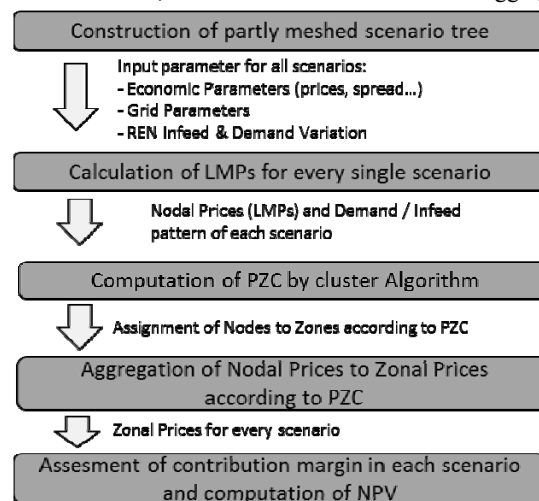 Construction of partly meshed scenario tree
Input parameter for all scenarios:
- Economic Parameters (prices, spread...)
- Grid Parameters
- REN Infeed & Demand Variation
Calculation of LMPs for every single scenario
Nodal Prices (LMPs) and Demand / Infeed
pattern of each scenario
Computation of PZC by cluster Algorithm
Assignment of Nodes to Zones according to PZC
Aggregation of Nodal Prices to Zonal Prices
according to PZC
Zonal Prices for every scenario
Assesment of contribution margin in each scenario
and computation of NPV